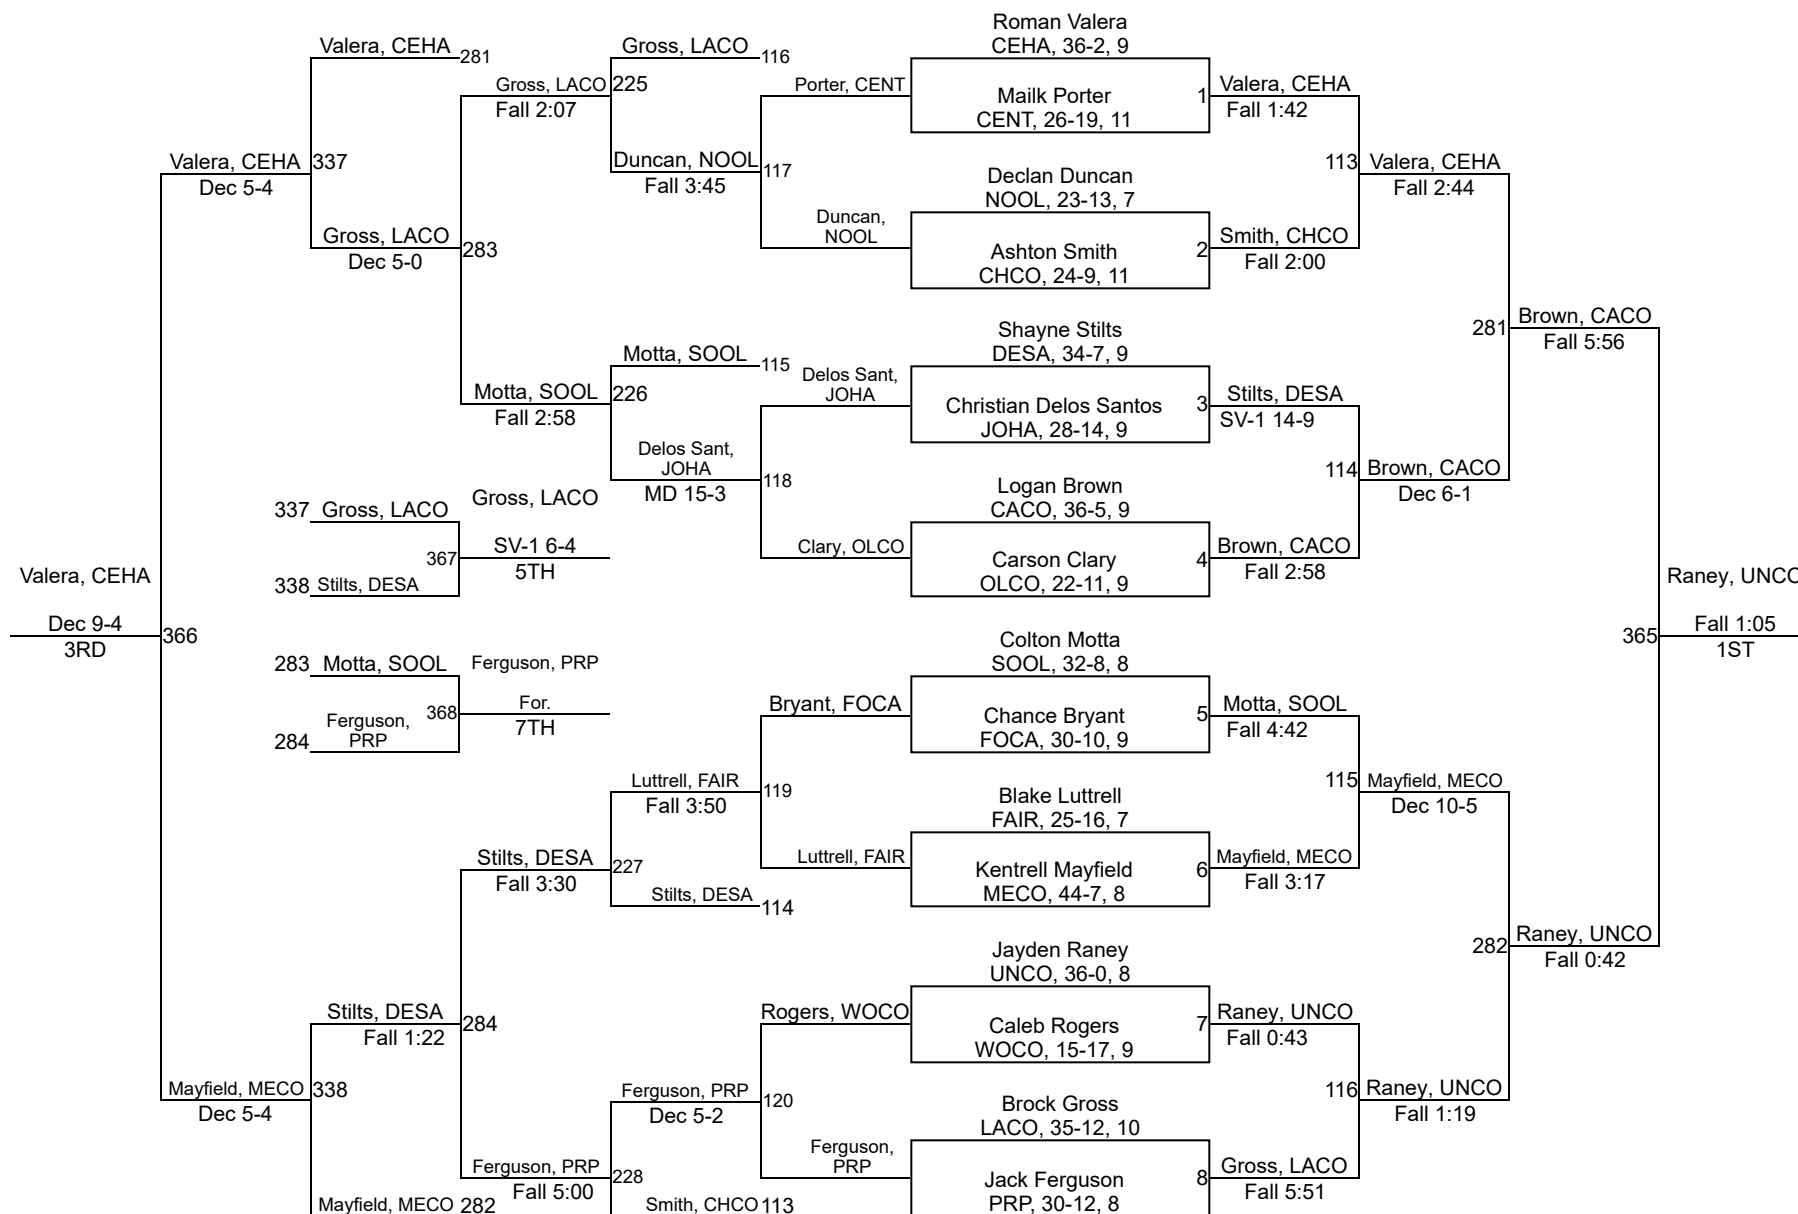 Roman Valera
CEHA, 36-2, 9
Valera, CEHA
281
Gross, LACO
116
Gross, LACO
225
Fall 2:07
Porter, CENT
Mailk Porter
CENT, 26-19, 11
1
Valera, CEHA
Fall 1:42
Valera, CEHA
337
Dec 5-4
Duncan, NOOL
117
Fall 3:45
Declan Duncan
NOOL, 23-13, 7
113
Valera, CEHA
Fall 2:44
Gross, LACO
283
Dec 5-0
Duncan,
NOOL
Ashton Smith
CHCO, 24-9, 11
2
Smith, CHCO
Fall 2:00
281
Brown, CACO
Fall 5:56
Shayne Stilts
DESA, 34-7, 9
Motta, SOOL
115
Motta, SOOL
226
Fall 2:58
Delos Sant,
JOHA
Christian Delos Santos
JOHA, 28-14, 9
3
Stilts, DESA
SV-1 14-9
Delos Sant,
JOHA
118
MD 15-3
114
Brown, CACO
Dec 6-1
Logan Brown
CACO, 36-5, 9
337
Gross, LACO
Gross, LACO
367
SV-1 6-4
5TH
338
Stilts, DESA
Clary, OLCO
Carson Clary
OLCO, 22-11, 9
4
Brown, CACO
Fall 2:58
Valera, CEHA
Dec 9-4
3RD
366
Raney, UNCO
365
Fall 1:05
1ST
Colton Motta
SOOL, 32-8, 8
283
Motta, SOOL
Ferguson, PRP
368
For.
7TH
284
Ferguson,
PRP
Bryant, FOCA
Chance Bryant
FOCA, 30-10, 9
5
Motta, SOOL
Fall 4:42
Luttrell, FAIR
119
Fall 3:50
Blake Luttrell
FAIR, 25-16, 7
115
Mayfield, MECO
Dec 10-5
Stilts, DESA
227
Fall 3:30
Luttrell, FAIR
Kentrell Mayfield
MECO, 44-7, 8
6
Mayfield, MECO
Fall 3:17
Stilts, DESA
114
282
Raney, UNCO
Fall 0:42
Jayden Raney
UNCO, 36-0, 8
Stilts, DESA
284
Fall 1:22
Rogers, WOCO
Caleb Rogers
WOCO, 15-17, 9
7
Raney, UNCO
Fall 0:43
Mayfield, MECO
338
Dec 5-4
Ferguson, PRP
120
Dec 5-2
Brock Gross
LACO, 35-12, 10
116
Raney, UNCO
Fall 1:19
Ferguson, PRP
228
Fall 5:00
Ferguson,
PRP
Jack Ferguson
PRP, 30-12, 8
8
Gross, LACO
Fall 5:51
Mayfield, MECO
282
Smith, CHCO
113